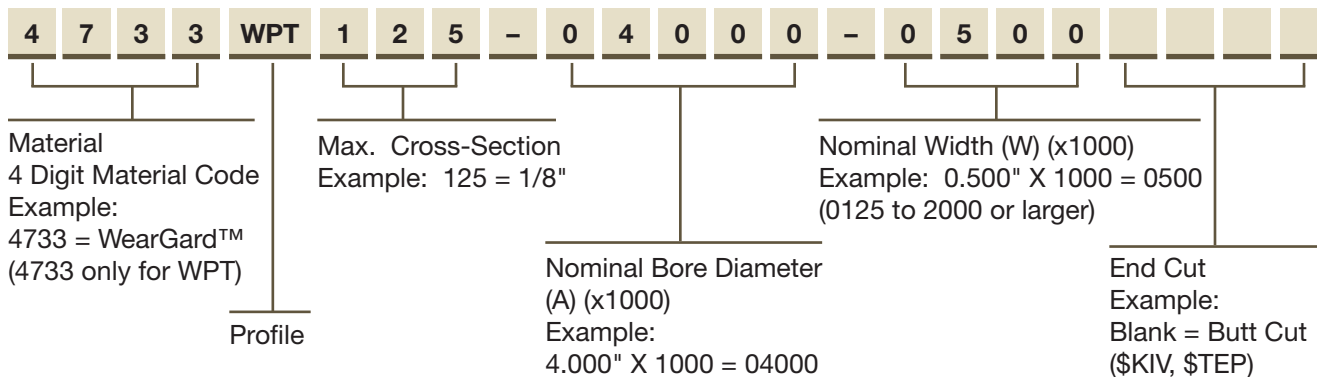 4 7 3 3 WPT 1 2 5 – 0 4 0 0 0 – 0 5 0 0
Material
4 Digit Material Code
Example:
4733 = WearGard™
(4733 only for WPT)
Profile
Max. Cross-Section
Example: 125 = 1/8"
Nominal Bore Diameter
(A) (x1000)
Example:
4.000" X 1000 = 04000
Nominal Width (W) (x1000)
Example: 0.500" X 1000 = 0500
(0125 to 2000 or larger)
End Cut
Example:
Blank = Butt Cut
($KIV, $TEP)